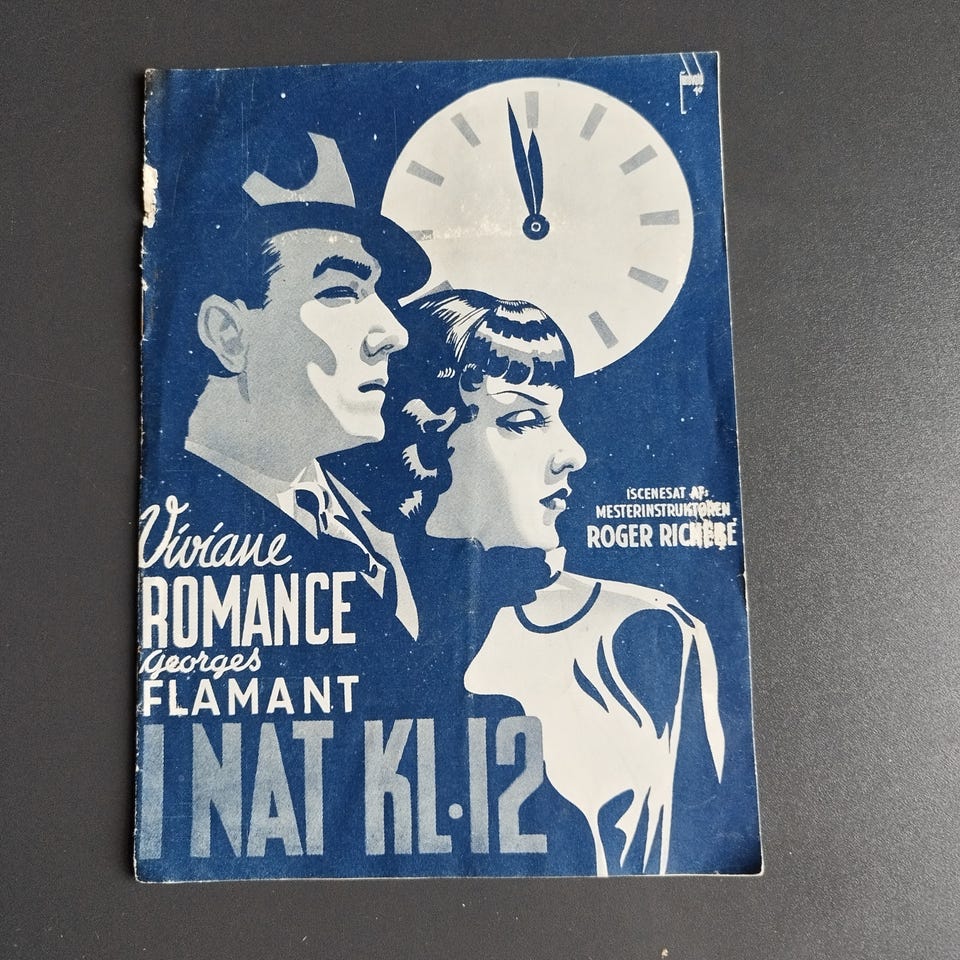 ISCENESAT AF:
MESTERINSTRUKTØREN
ROGER RICHEBÉ
Viviane
ROMANCE
Georges
FLAMANT
I NAT KL·12